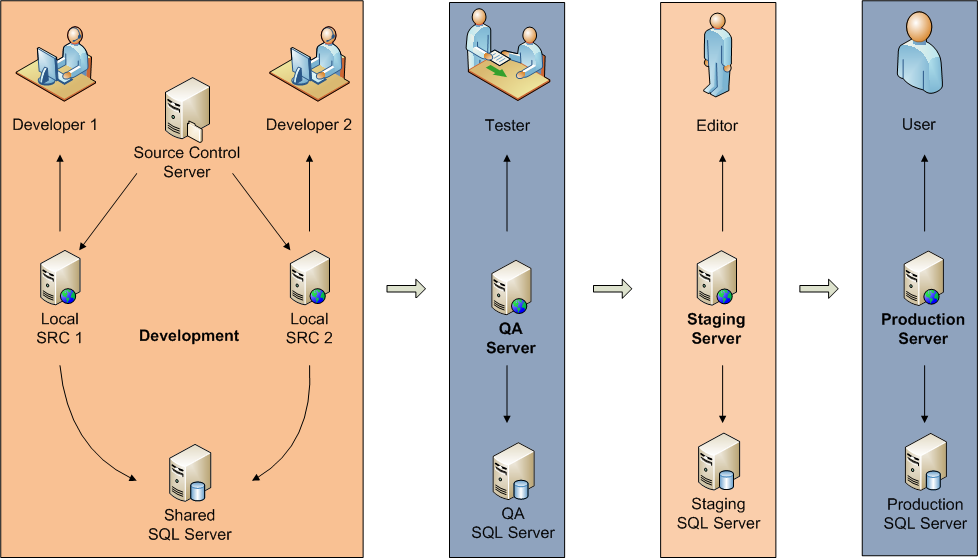 Developer 1
Developer 2
Source Control
Server
Local
SRC 1
Development
Local
SRC 2
Shared
SQL Server
Tester
QA
Server
QA
SQL Server
Editor
Staging
Server
Staging
SQL Server
User
Production
Server
Production
SQL Server